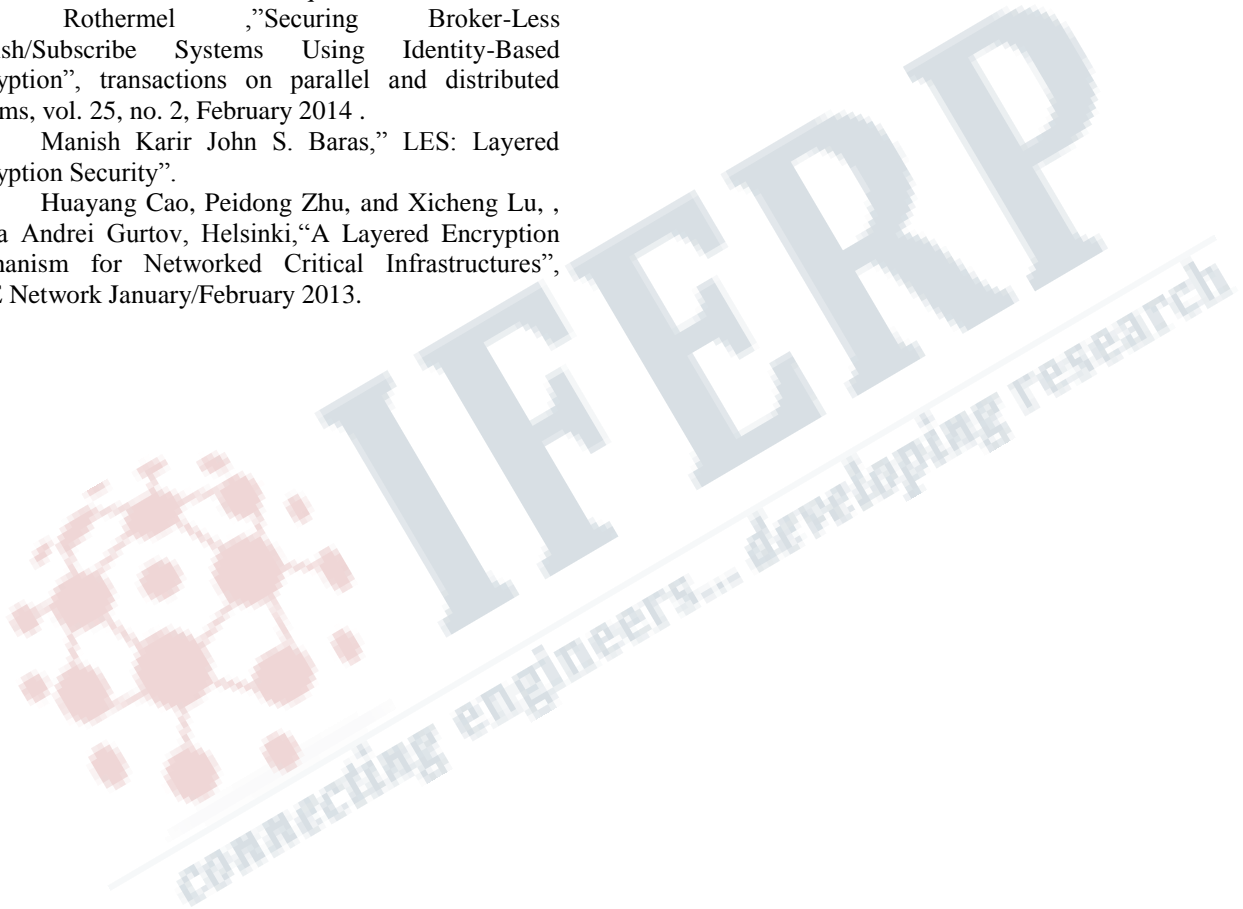 Rothermel ,”Securing Broker-Less
sh/Subscribe Systems Using Identity-Based
yption”, transactions on parallel and distributed
ms, vol. 25, no. 2, February 2014 .
Manish Karir John S. Baras,” LES: Layered
yption Security”.
Huayang Cao, Peidong Zhu, and Xicheng Lu, ,
a Andrei Gurtov, Helsinki,“A Layered Encryption
hanism for Networked Critical Infrastructures”,
E Network January/February 2013.
IFERP
connecting engineers... developing research